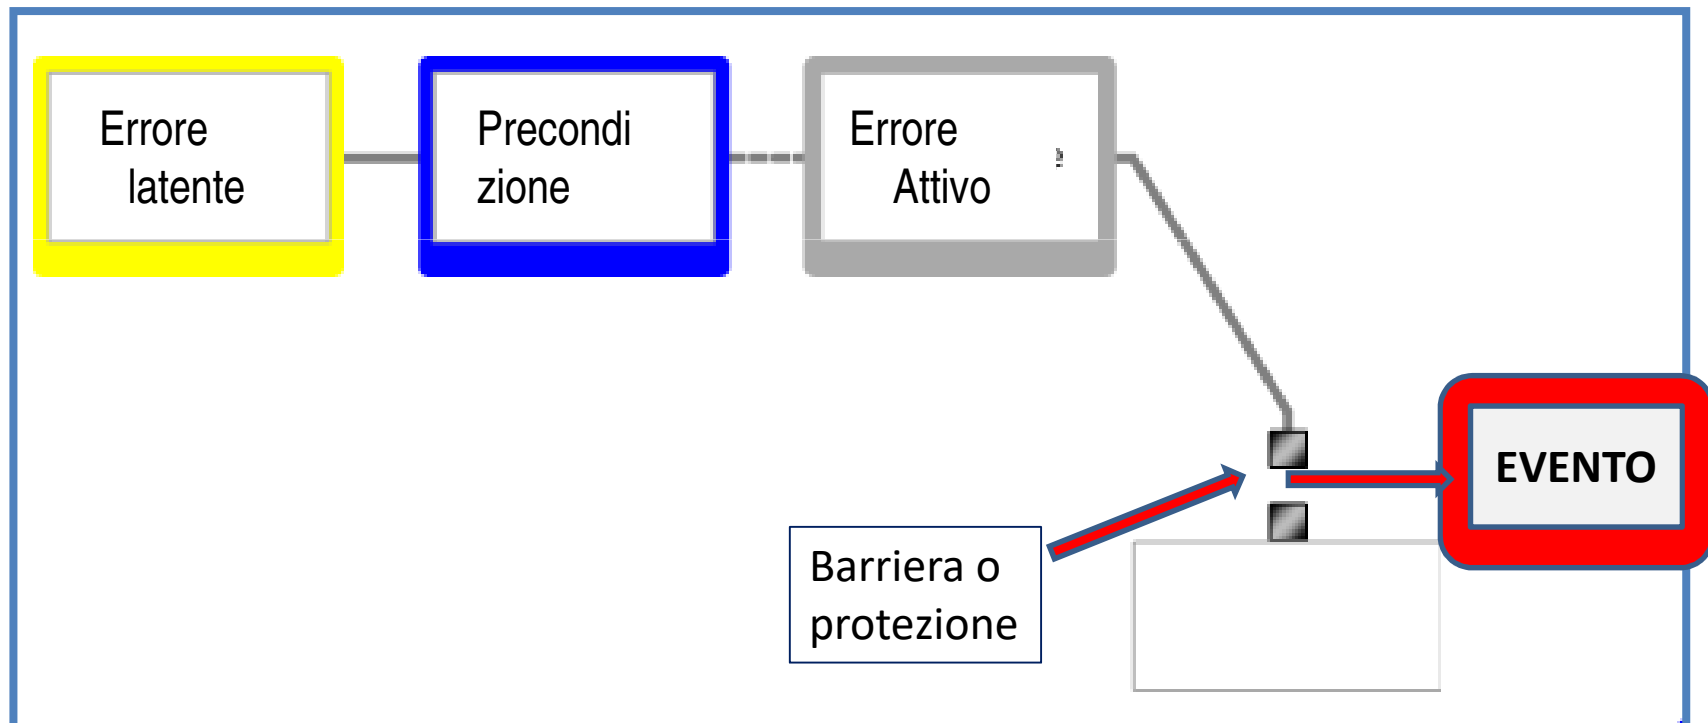 Errore
latente
Precondi
zione
Errore
Attivo
EVENTO
Barriera o
protezione